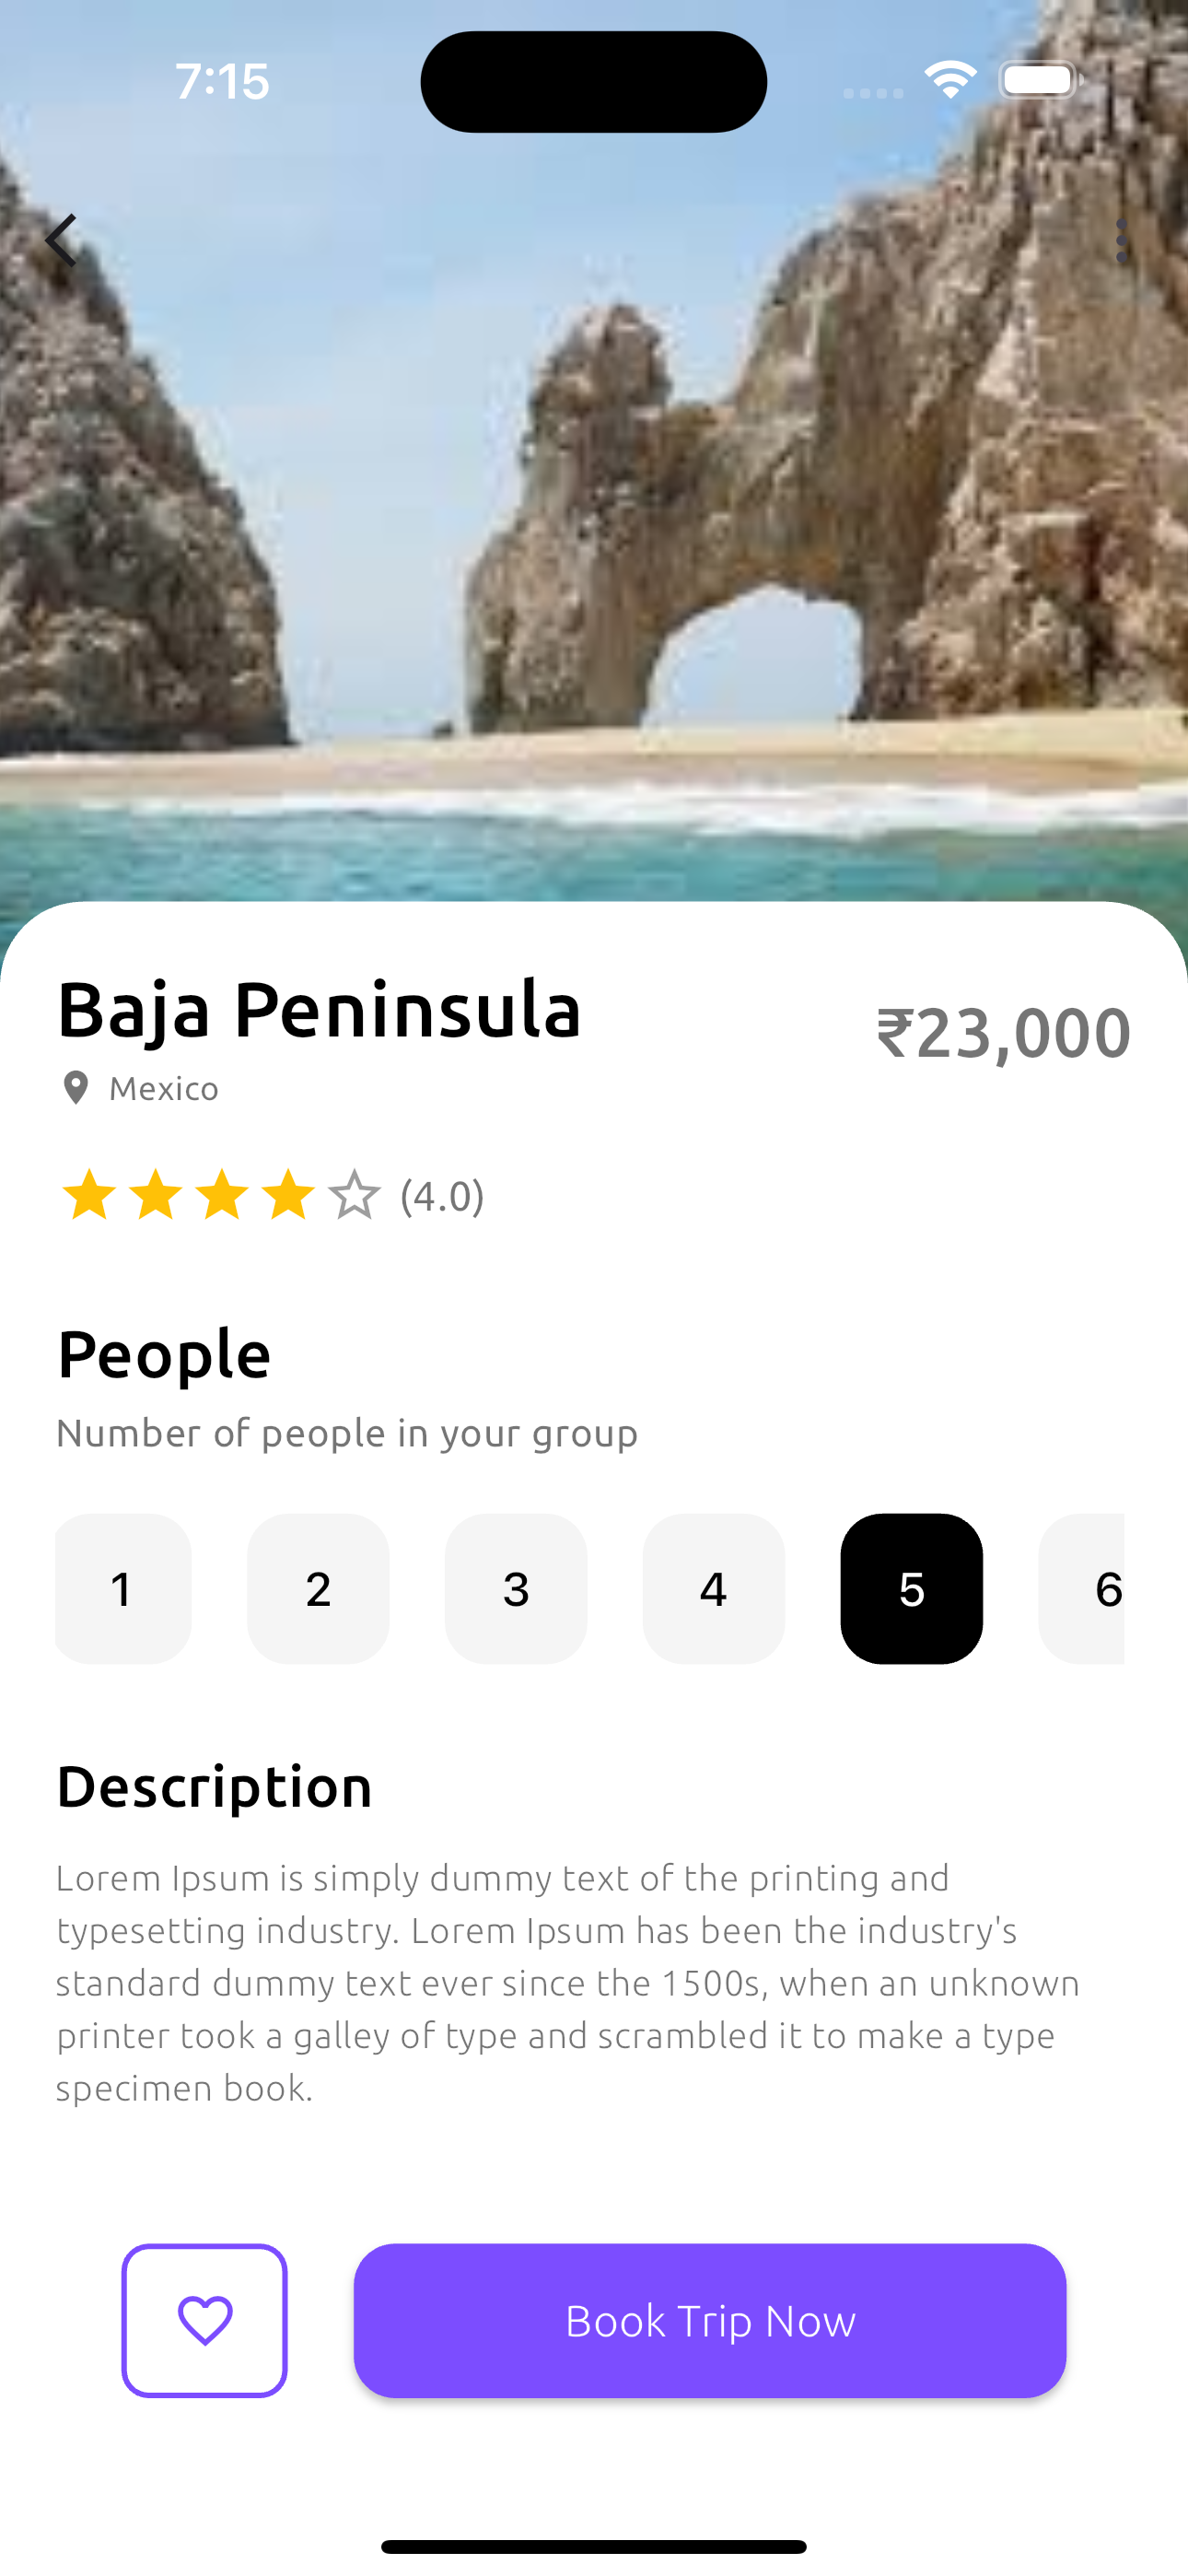 7:15
Baja Peninsula
₹23,000
Mexico
(4.0)
People
Number of people in your group
1 2 3 4 5 6
Description
Lorem Ipsum is simply dummy text of the printing and
typesetting industry. Lorem Ipsum has been the industry's
standard dummy text ever since the 1500s, when an unknown
printer took a galley of type and scrambled it to make a type
specimen book.
Book Trip Now